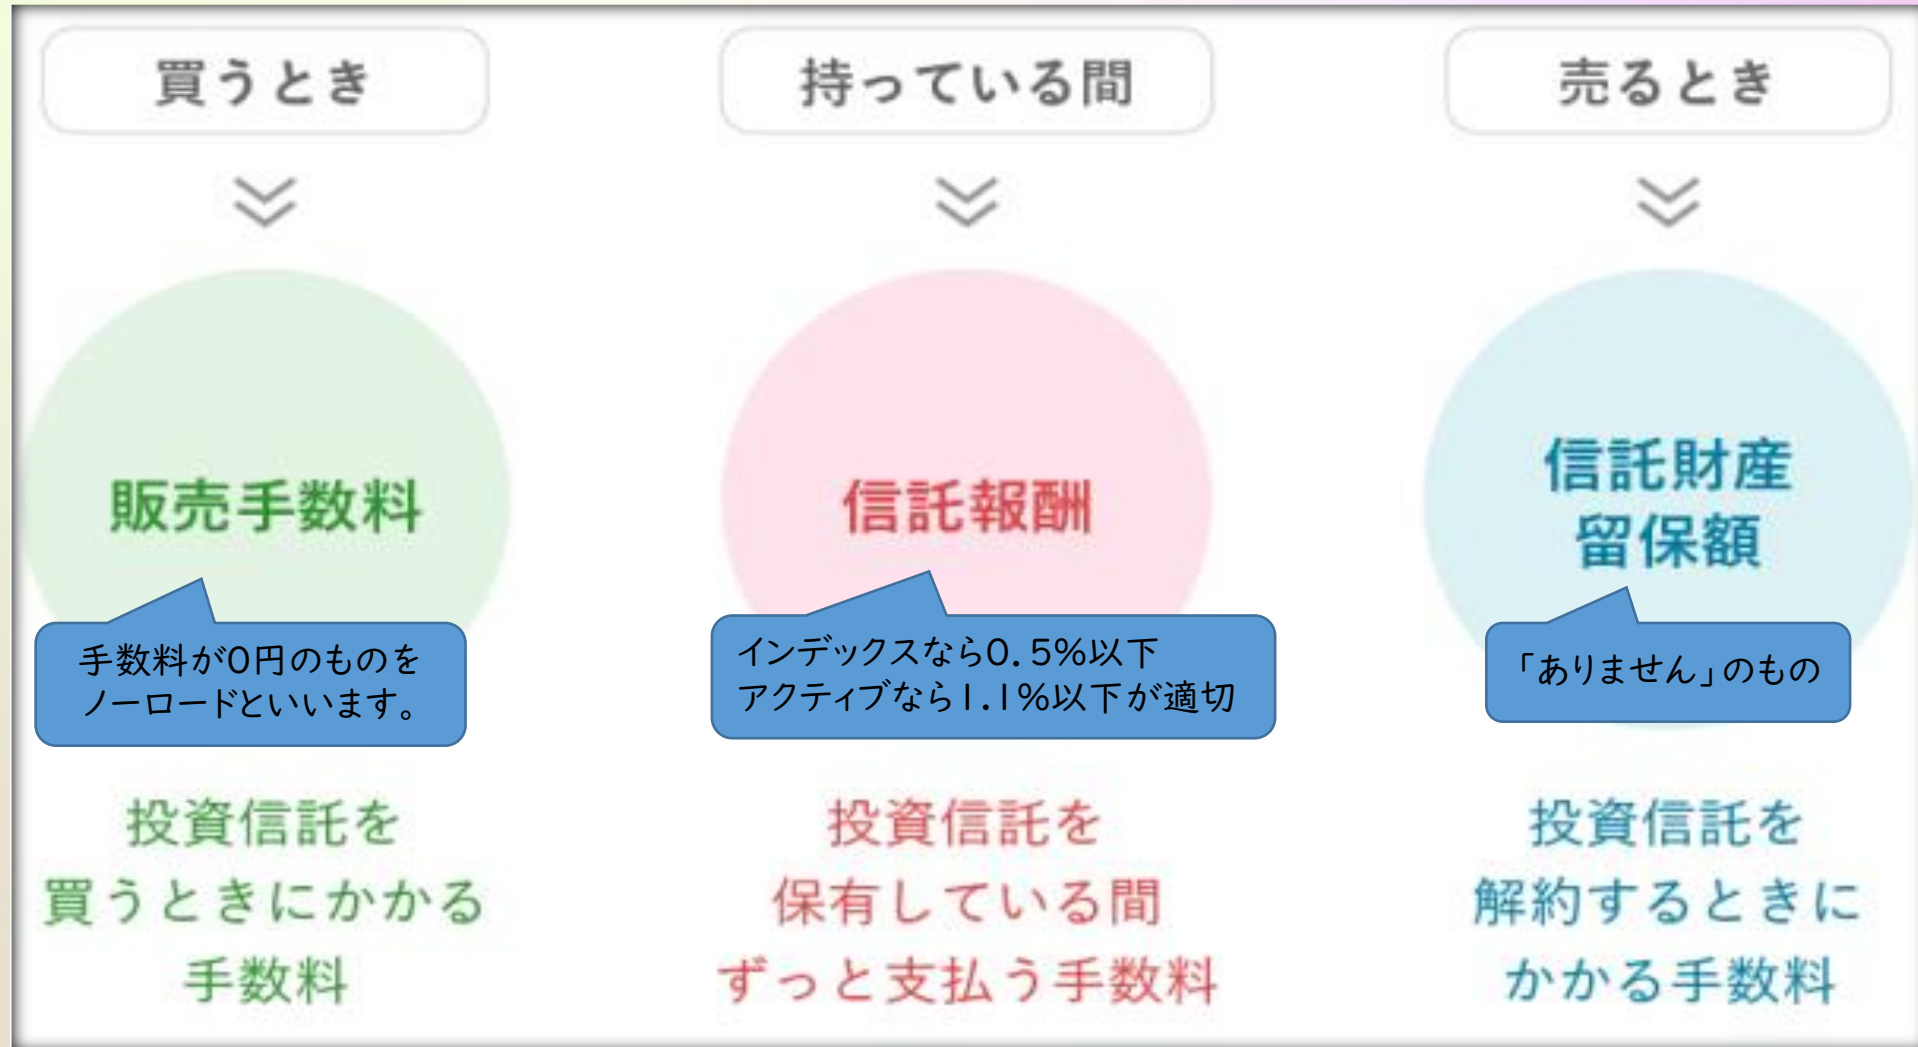 買うとき
持っている間
売るとき
販売手数料
信託報酬
信託財産
留保額
手数料が0円のものを
ノーロードといいます。
インデックスなら0.5%以下
アクティブなら1.1%以下が適切
「ありません」のもの
投資信託を
買うときにかかる
手数料
投資信託を
保有している間
ずっと支払う手数料
投資信託を
解約するときに
かかる手数料